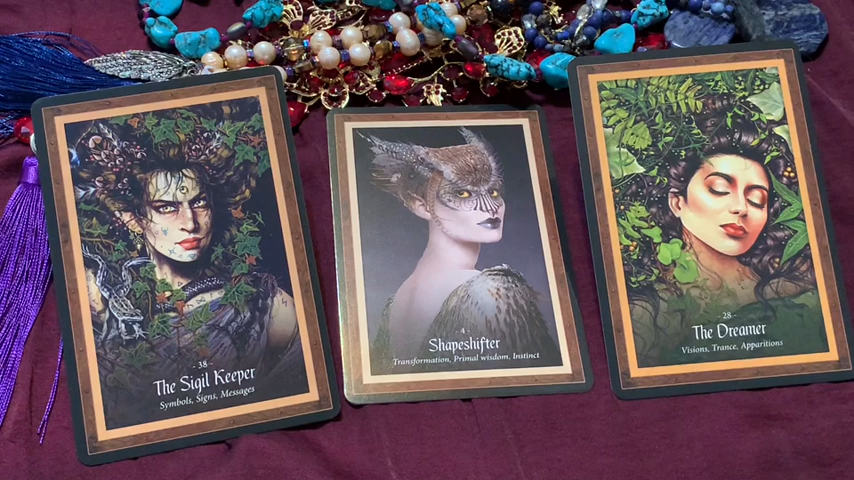 - 38 -
The Sigil Keeper
Symbols, Signs, Messages
- 4 -
Shapeshifter
Transformation, Primal wisdom, Instinct
- 28 -
The Dreamer
Visions, Trance, Apparitions